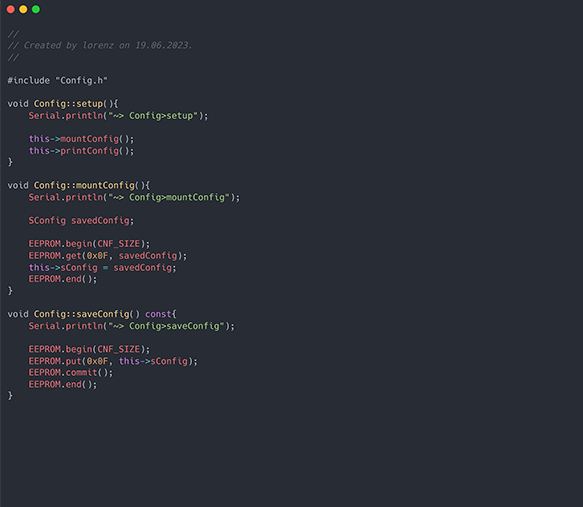 //
// Created by lorenz on 19.06.2023.
//
#include "Config.h"
void Config::setup(){
    Serial.println("~> Config>setup");
    this->mountConfig();
    this->printConfig();
}
void Config::mountConfig(){
    Serial.println("~> Config>mountConfig");
    SConfig savedConfig;
    EEPROM.begin(CNF_SIZE);
    EEPROM.get(0x0F, savedConfig);
    this->sConfig = savedConfig;
    EEPROM.end();
}
void Config::saveConfig() const{
    Serial.println("~> Config>saveConfig");
    EEPROM.begin(CNF_SIZE);
    EEPROM.put(0x0F, this->sConfig);
    EEPROM.commit();
    EEPROM.end();
}